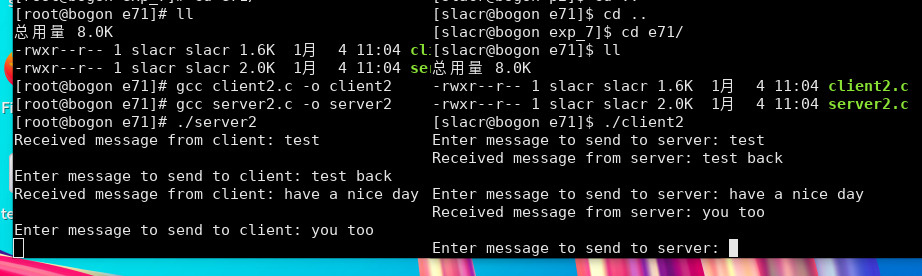 [root@bogon exp_7]# cd e71/
[root@bogon e71]# ll
总用量 8.0K
-rwxr--r-- 1 slacr slacr 1.6K 1月 4 11:04 cl
-rwxr--r-- 1 slacr slacr 2.0K 1月 4 11:04 se
[root@bogon e71]# gcc client2.c -o client2
[root@bogon e71]# gcc server2.c -o server2
[root@bogon e71]# ./server2
Received message from client: test
Enter message to send to client: test back
Received message from client: have a nice day
Enter message to send to client: you too
[slacr@bogon e71]$ cd ..
[slacr@bogon exp_7]$ cd e71/
[slacr@bogon e71]$ ll
总用量 8.0K
-rwxr--r-- 1 slacr slacr 1.6K 1月 4 11:04 client2.c
-rwxr--r-- 1 slacr slacr 2.0K 1月 4 11:04 server2.c
[slacr@bogon e71]$ ./client2
Enter message to send to server: test
Received message from server: test back
Enter message to send to server: have a nice day
Received message from server: you too
Enter message to send to server: